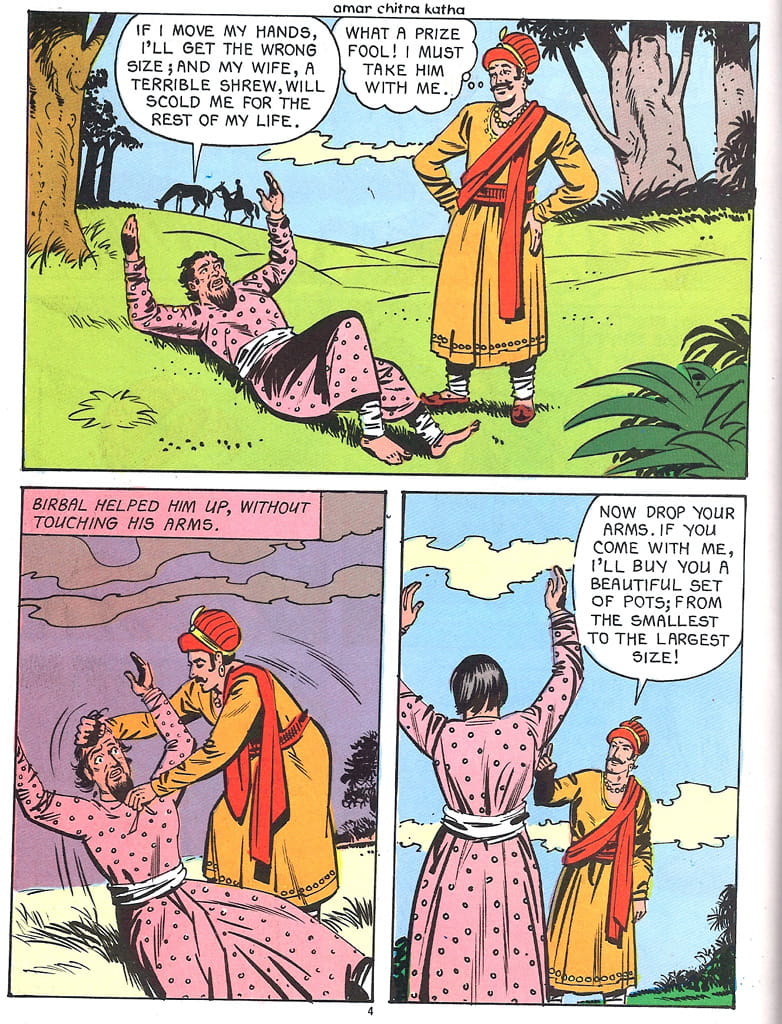 amar chitra katha
IF I MOVE MY HANDS,
I'LL GET THE WRONG
SIZE; AND MY WIFE, A
TERRIBLE SHREW, WILL
SCOLD ME FOR THE
REST OF MY LIFE.
WHAT A PRIZE
FOOL! I MUST
TAKE HIM
WITH ME.
BIRBAL HELPED HIM UP, WITHOUT
TOUCHING HIS ARMS.
NOW DROP YOUR
ARMS. IF YOU
COME WITH ME,
I'LL BUY YOU A
BEAUTIFUL SET
OF POTS; FROM
THE SMALLEST
TO THE LARGEST
SIZE!
4